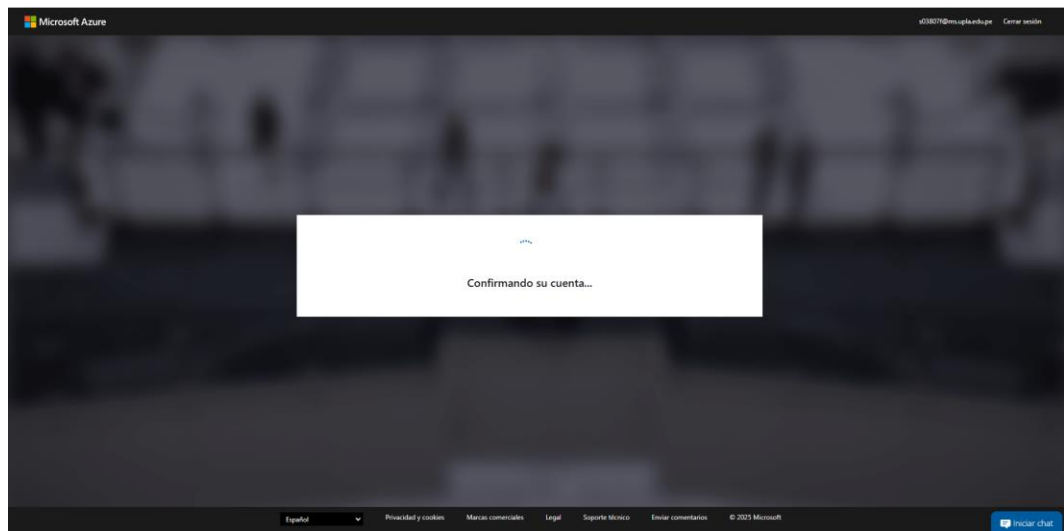 Microsoft Azure
s03807f@ms.upla.edu.pe Cerrar sesión
Confirmando su cuenta...
Español Privacidad y cookies Marcas comerciales Legal Soporte técnico Enviar comentarios © 2025 Microsoft
Iniciar chat